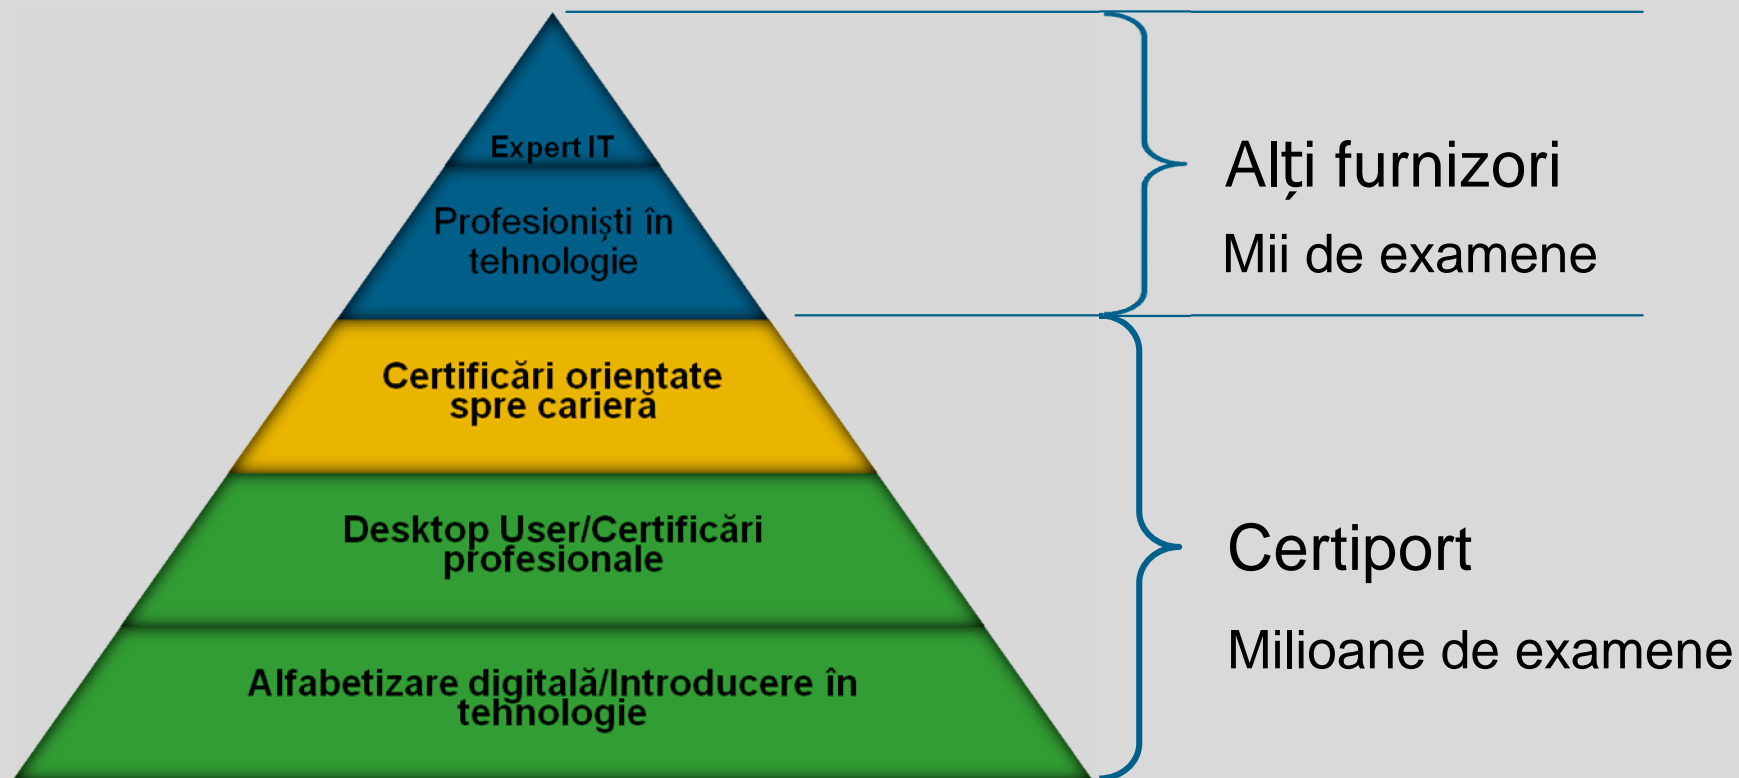 Expert IT
Profesioniști în
tehnologie
Certificări orientate
spre carieră
Desktop User/Certificări
profesionale
Alfabetizare digitală/Introducere în
tehnologie
Alți furnizori
Mii de examene
Certiport
Milioane de examene